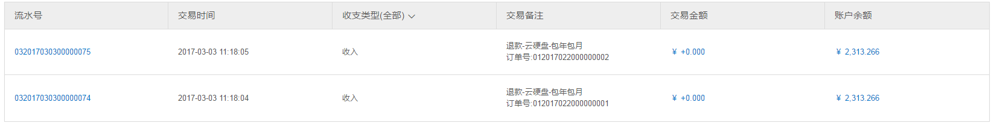 流水号 交易时间 收支类型(全部) 交易备注 交易金额 账户余额
032017030300000075 2017-03-03 11:18:05 收入 退款-云硬盘-包年包月 ¥ +0.000 ¥ 2,313.266
订单号:012017022000000002
032017030300000074 2017-03-03 11:18:04 收入 退款-云硬盘-包年包月 ¥ +0.000 ¥ 2,313.266
订单号:012017022000000001